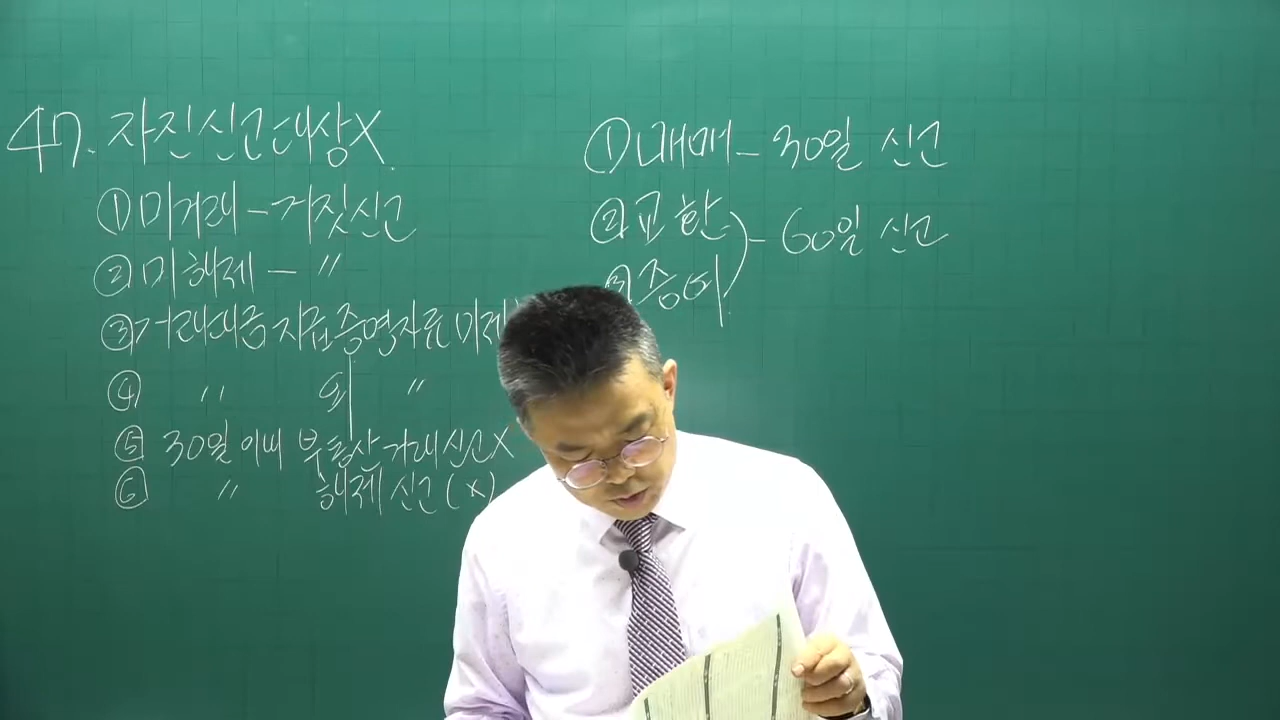 47. 자진신고대상X.
① 미거래 - 거짓신고
② 미해제 - 〃
③ 거래대금 지급증명자료 미제
④ 〃 외 〃
⑤ 30일 이내 부동산거래신고X
⑥ 〃 해제신고(X)
① 매매 - 30일 신고
② 교환
③ 증여
- 60일 신고